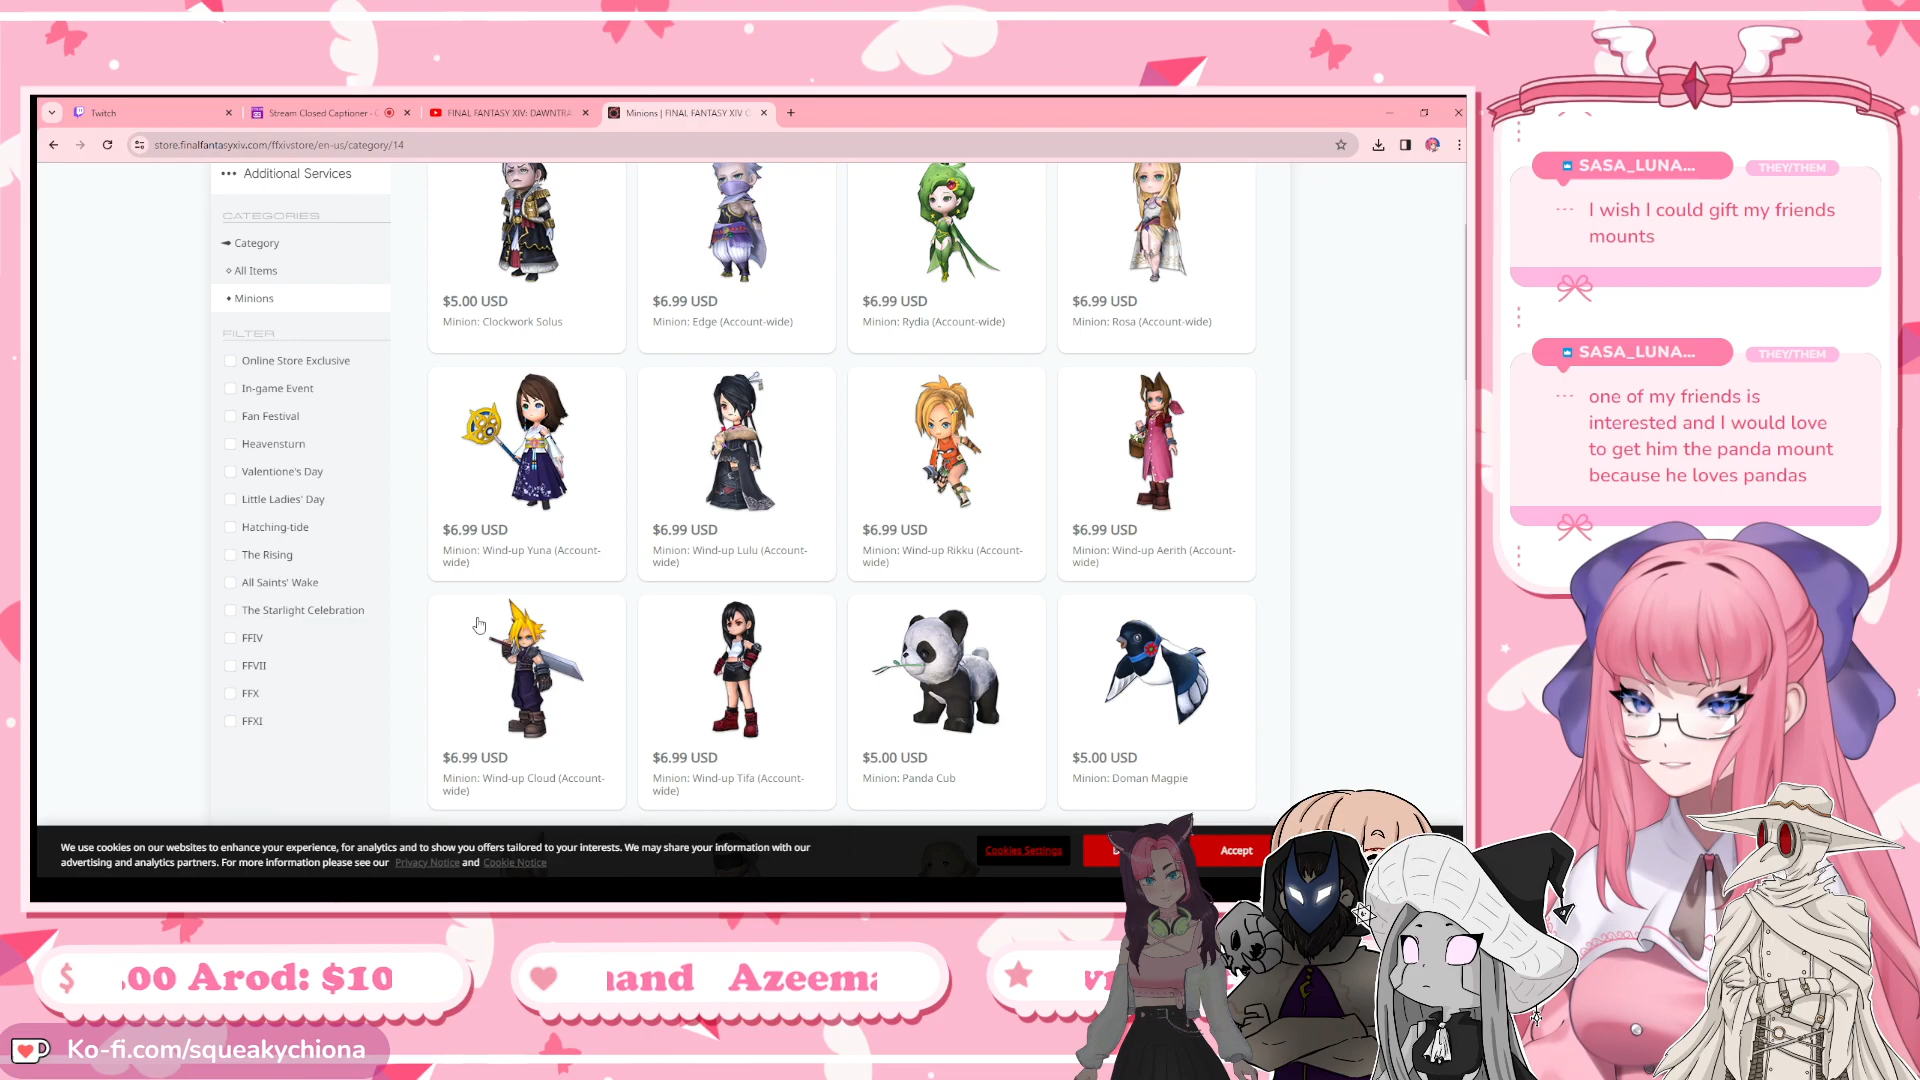 Twitch
Stream Closed Captioner - C
FINAL FANTASY XIV: DAWNTRA
Minions | FINAL FANTASY XIV O
store.finalfantasyxiv.com/ffxivstore/en-us/category/14
Additional Services
CATEGORIES
Category
All Items
Minions
FILTER
Online Store Exclusive
In-game Event
Fan Festival
Heavensturn
Valentione's Day
Little Ladies' Day
Hatching-tide
The Rising
All Saints' Wake
The Starlight Celebration
FFIV
FFVII
FFX
FFXI
$5.00 USD
Minion: Clockwork Solus
$6.99 USD
Minion: Edge (Account-wide)
$6.99 USD
Minion: Rydia (Account-wide)
$6.99 USD
Minion: Rosa (Account-wide)
$6.99 USD
Minion: Wind-up Yuna (Account-
wide)
$6.99 USD
Minion: Wind-up Lulu (Account-
wide)
$6.99 USD
Minion: Wind-up Rikku (Account-
wide)
$6.99 USD
Minion: Wind-up Aerith (Account-
wide)
$6.99 USD
Minion: Wind-up Cloud (Account-
wide)
$6.99 USD
Minion: Wind-up Tifa (Account-
wide)
$5.00 USD
Minion: Panda Cub
$5.00 USD
Minion: Doman Magpie
We use cookies on our websites to enhance your experience, for analytics and to show you offers tailored to your interests. We may share your information with our
advertising and analytics partners. For more information please see our Privacy Notice and Cookie Notice
Cookies Settings
Accept
SASA_LUNA...
THEY/THEM
I wish I could gift my friends
mounts
SASA_LUNA...
THEY/THEM
one of my friends is
interested and I would love
to get him the panda mount
because he loves pandas
.00 Arod: $10
hand Azeema
Ko-fi.com/squeakychiona